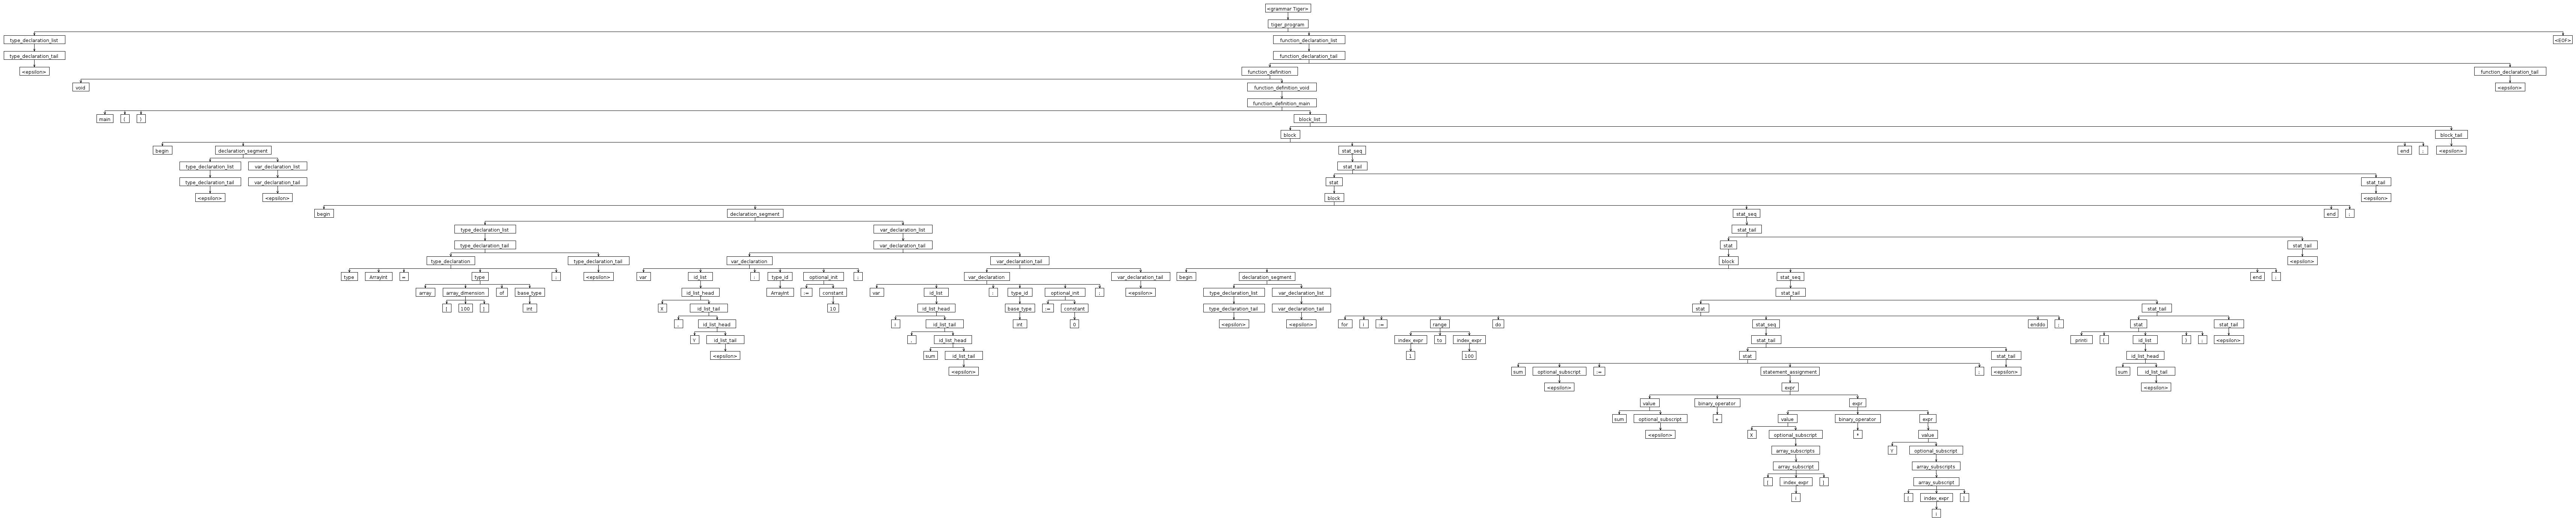 <grammar Tiger>
tiger_program
type_declaration_list function_declaration_list <EOF>
type_declaration_tail function_declaration_tail
<epsilon> function_definition function_declaration_tail
void function_definition_void <epsilon>
function_definition_main
main ( ) block_list
block block_tail
begin declaration_segment stat_seq end ; <epsilon>
type_declaration_list var_declaration_list stat_tail
type_declaration_tail var_declaration_tail stat stat_tail
<epsilon> <epsilon> block <epsilon>
begin declaration_segment stat_seq end ;
type_declaration_list var_declaration_list stat_tail
type_declaration_tail var_declaration_tail stat stat_tail
type_declaration type_declaration_tail var_declaration var_declaration_tail block <epsilon>
type ArrayInt = type ; <epsilon> var id_list : type_id optional_init ; var_declaration var_declaration_tail begin declaration_segment stat_seq end ;
array array_dimension of base_type id_list_head ArrayInt := constant var id_list : type_id optional_init ; <epsilon> type_declaration_list var_declaration_list stat_tail
[ 100 ] int X id_list_tail 10 id_list_head base_type := constant type_declaration_tail var_declaration_tail stat stat_tail
, id_list_head i id_list_tail int 0 <epsilon> <epsilon> for i := range do stat_seq enddo ; stat stat_tail
Y id_list_tail , id_list_head index_expr to index_expr stat_tail printi ( id_list ) ; <epsilon>
<epsilon> sum id_list_tail 1 100 stat stat_tail id_list_head
<epsilon> sum optional_subscript := statement_assignment ; <epsilon> sum id_list_tail
<epsilon> expr <epsilon>
value binary_operator expr
sum optional_subscript + value binary_operator expr
<epsilon> X optional_subscript * value
array_subscripts Y optional_subscript
array_subscript array_subscripts
[ index_expr ] array_subscript
i [ index_expr ]
i